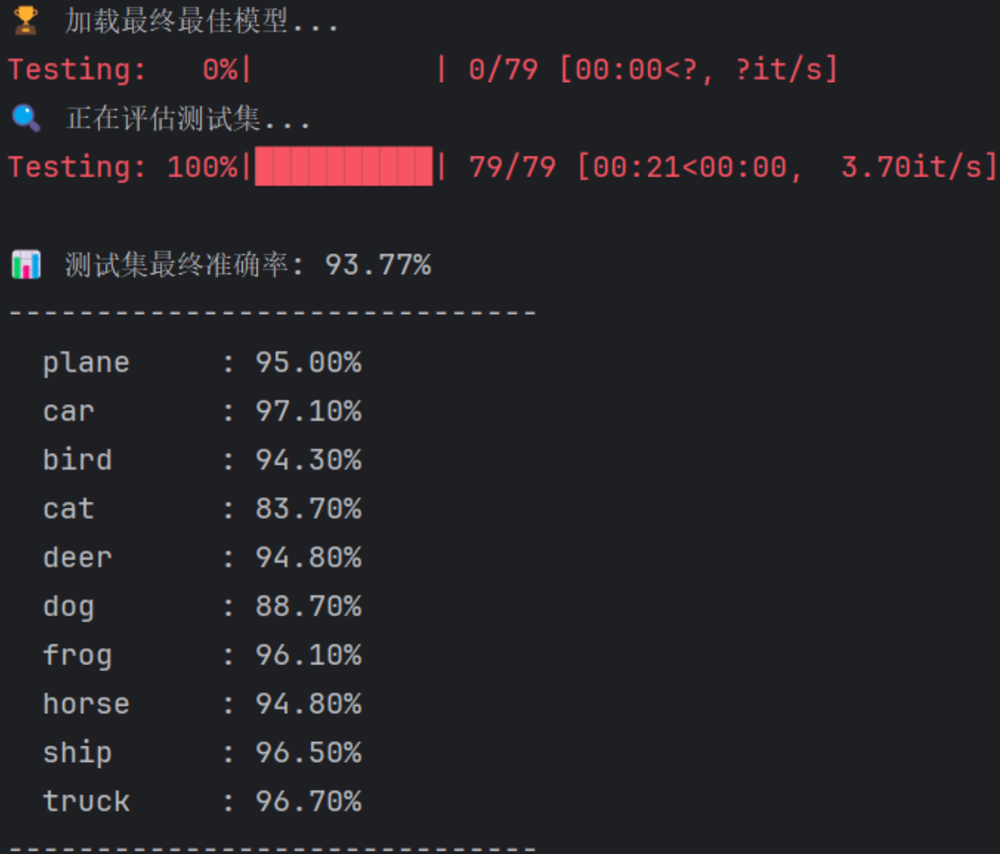 🏆 加载最终最佳模型...
Testing:   0%|          | 0/79 [00:00<?, ?it/s]
🔍 正在评估测试集...
Testing: 100%|██████████| 79/79 [00:21<00:00,  3.70it/s]
📊 测试集最终准确率: 93.77%
------------------------------
plane      : 95.00%
car        : 97.10%
bird       : 94.30%
cat        : 83.70%
deer       : 94.80%
dog        : 88.70%
frog       : 96.10%
horse      : 94.80%
ship       : 96.50%
truck      : 96.70%
------------------------------